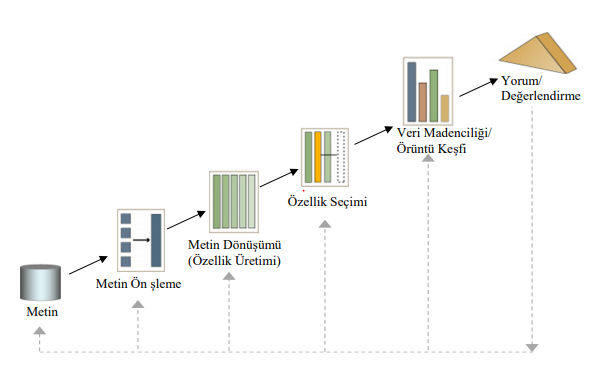 Metin
Metin Ön şleme
Metin Dönüşümü
(Özellik Üretimi)
Özellik Seçimi
Veri Madenciliği/
Örüntü Keşfi
Yorum/
Değerlendirme